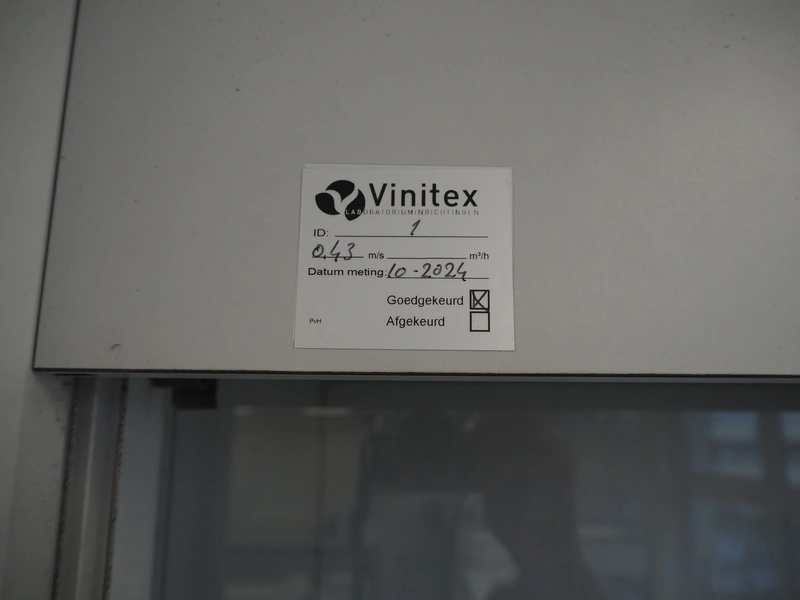 Vinitex
LABORATORIUMINRICHTINGEN
ID: 1
0,43 m/s m³/h
Datum meting: 10-2024
Goedgekeurd
PvH Afgekeurd